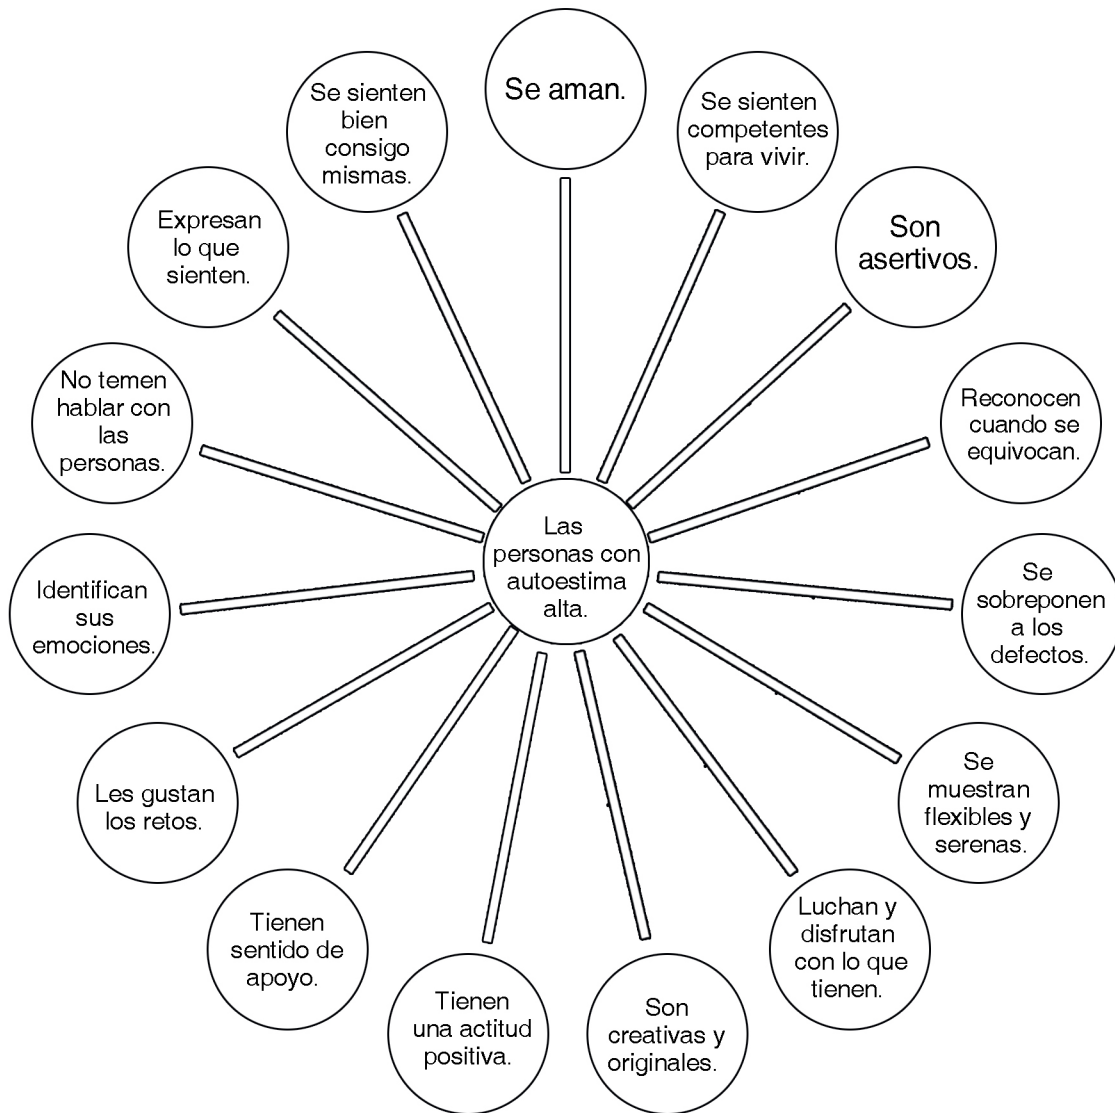 Se aman.
Se sienten
competentes
para vivir.
Son
asertivos.
Reconocen
cuando se
equivocan.
Se
sobreponen
a los
defectos.
Se
muestran
flexibles y
serenas.
Luchan y
disfrutan
con lo que
tienen.
Son
creativas y
originales.
Tienen
una actitud
positiva.
Tienen
sentido de
apoyo.
Les gustan
los retos.
Identifican
sus
emociones.
No temen
hablar con
las
personas.
Expresan
lo que
sienten.
Se sienten
bien
consigo
mismas.
Las
personas con
autoestima
alta.